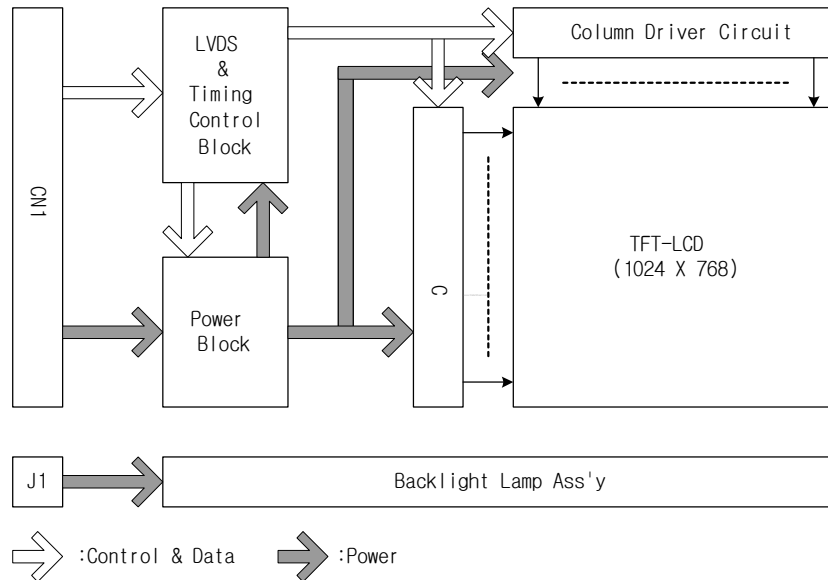 LVDS
&
Timing
Control
Block
Column Driver Circuit
CN1
TFT-LCD
(1024 X 768)
C
Power
Block
J1
Backlight Lamp Ass'y
:Control & Data
:Power